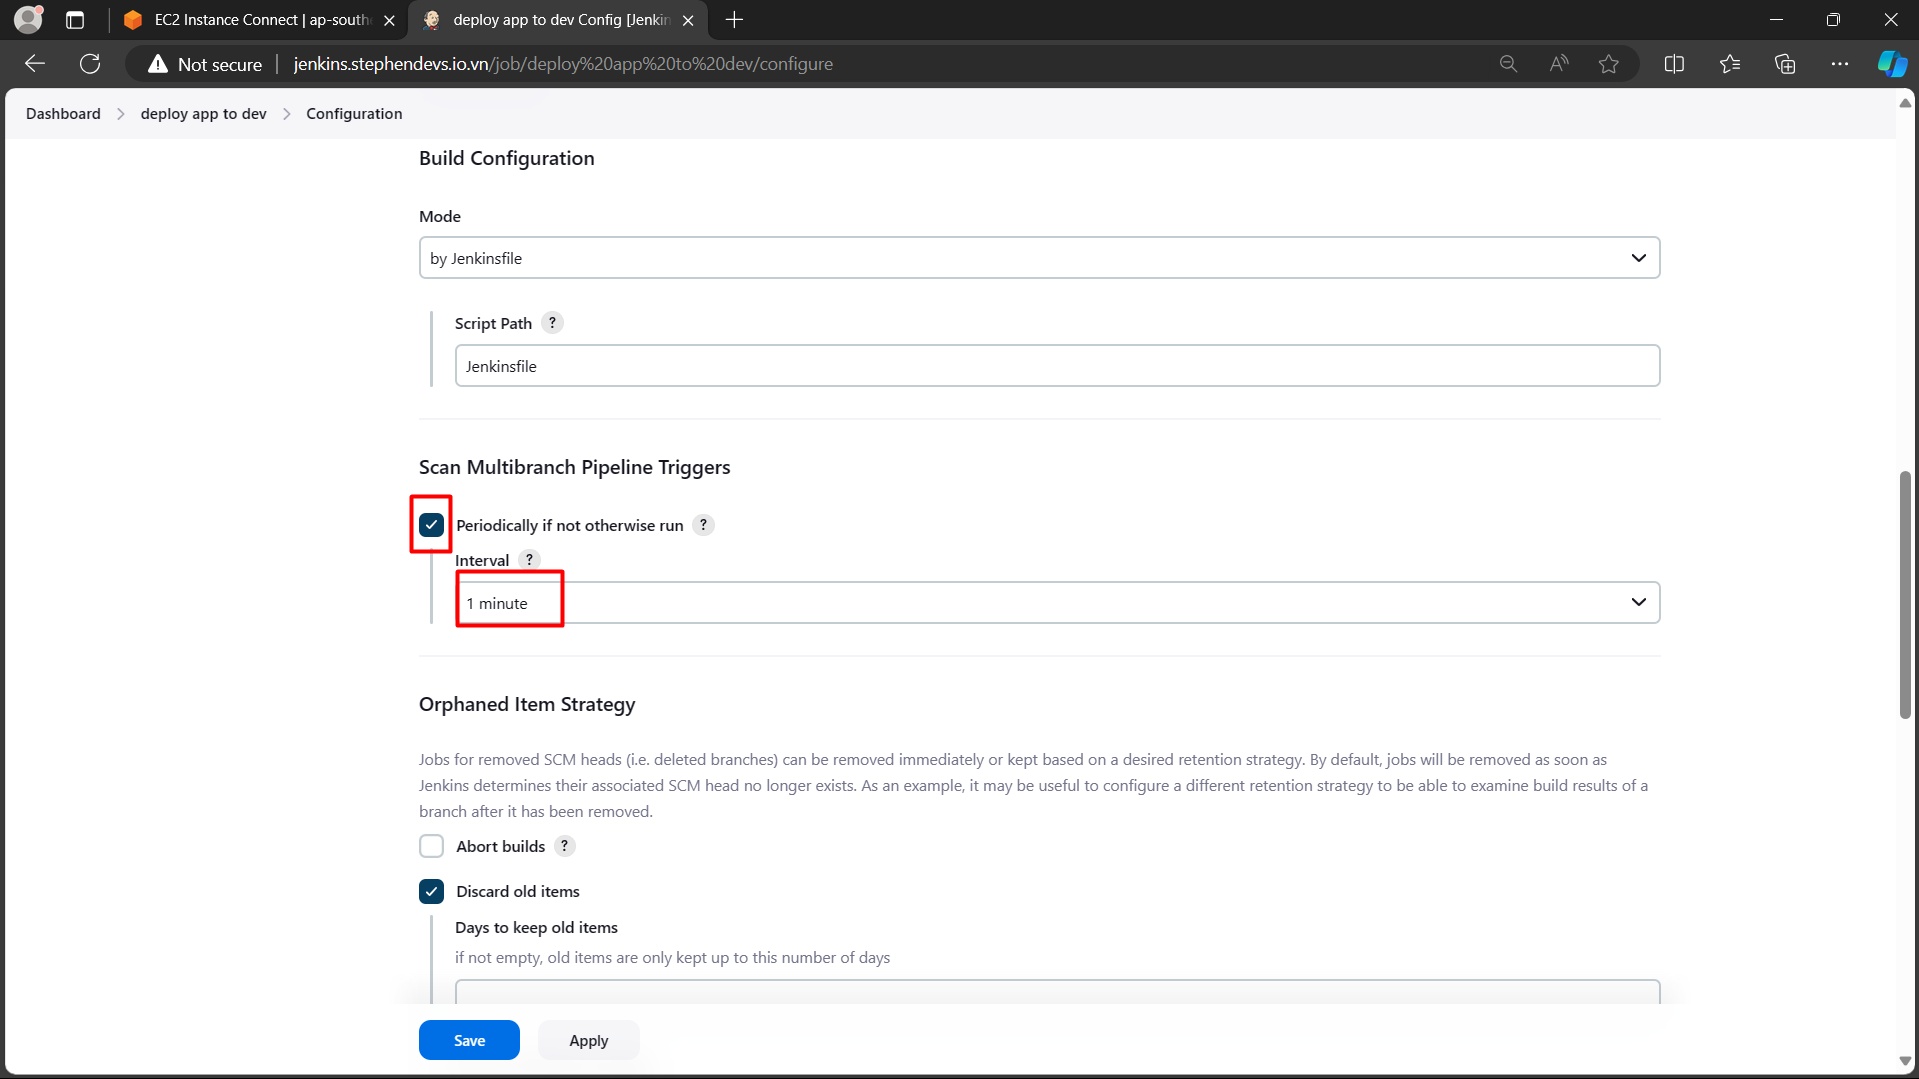 EC2 Instance Connect | ap-south
deploy app to dev Config [Jenkin
Not secure
jenkins.stephendevs.io.vn/job/deploy%20app%20to%20dev/configure
Dashboard
deploy app to dev
Configuration
Build Configuration
Mode
by Jenkinsfile
Script Path ?
Jenkinsfile
Scan Multibranch Pipeline Triggers
Periodically if not otherwise run ?
Interval ?
1 minute
Orphaned Item Strategy
Jobs for removed SCM heads (i.e. deleted branches) can be removed immediately or kept based on a desired retention strategy. By default, jobs will be removed as soon as
Jenkins determines their associated SCM head no longer exists. As an example, it may be useful to configure a different retention strategy to be able to examine build results of a
branch after it has been removed.
Abort builds ?
Discard old items
Days to keep old items
if not empty, old items are only kept up to this number of days
Save
Apply